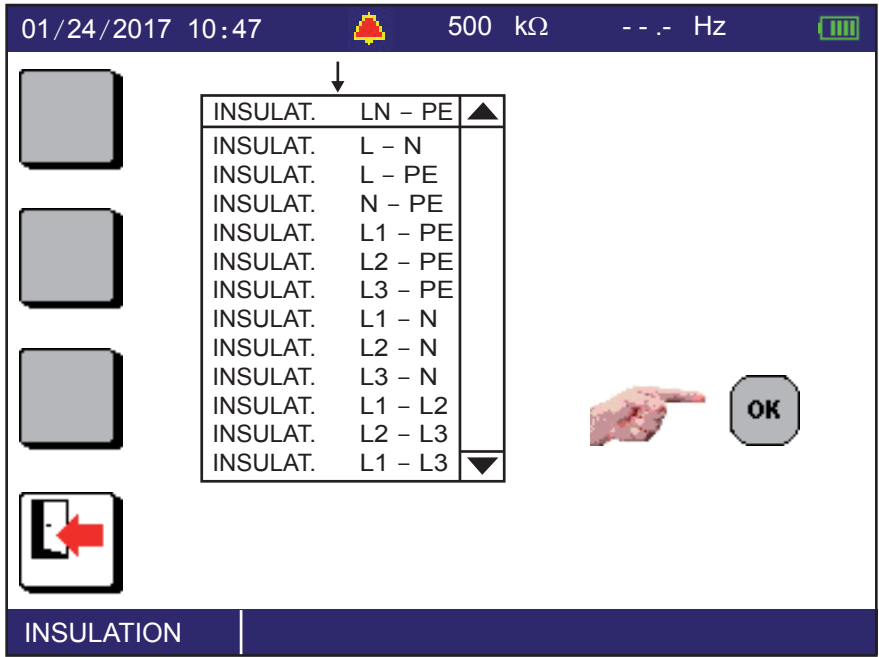 01/24/2017 10:47 500 kΩ - - .- Hz
INSULAT. LN – PE
INSULAT. L – N
INSULAT. L – PE
INSULAT. N – PE
INSULAT. L1 – PE
INSULAT. L2 – PE
INSULAT. L3 – PE
INSULAT. L1 – N
INSULAT. L2 – N
INSULAT. L3 – N
INSULAT. L1 – L2
INSULAT. L2 – L3
INSULAT. L1 – L3
OK
INSULATION